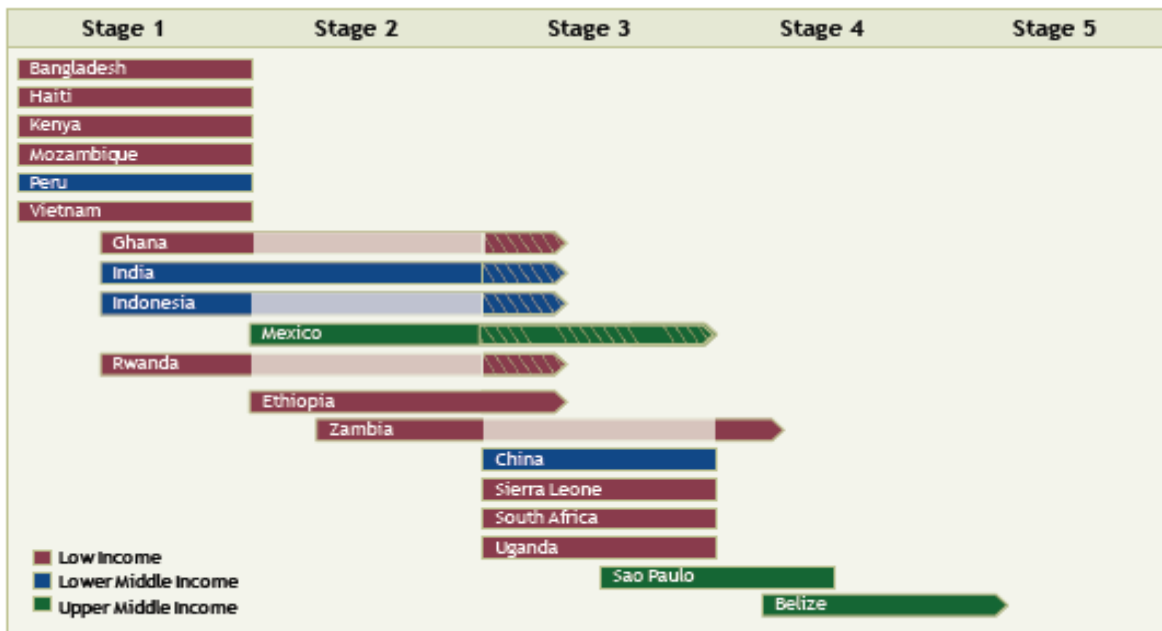 Stage 1 Stage 2 Stage 3 Stage 4 Stage 5
Bangladesh
Haiti
Kenya
Mozambique
Peru
Vietnam
Ghana
India
Indonesia
Mexico
Rwanda
Ethiopia
Zambia
China
Sierra Leone
South Africa
Uganda
Sao Paulo
Belize
Low Income
Lower Middle Income
Upper Middle Income